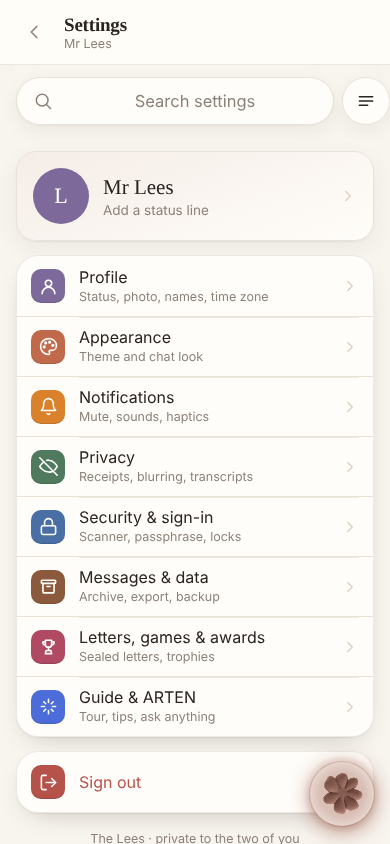 Settings
Mr Lees
Search settings
L
Mr Lees
Add a status line
Profile
Status, photo, names, time zone
Appearance
Theme and chat look
Notifications
Mute, sounds, haptics
Privacy
Receipts, blurring, transcripts
Security & sign-in
Scanner, passphrase, locks
Messages & data
Archive, export, backup
Letters, games & awards
Sealed letters, trophies
Guide & ARTEN
Tour, tips, ask anything
Sign out
The Lees · private to the two of you